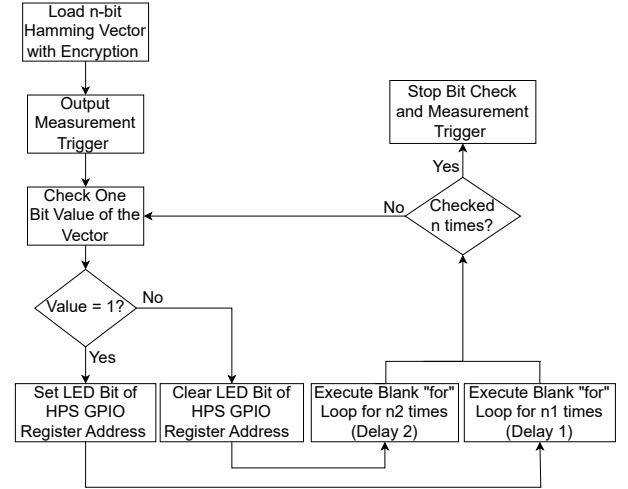 Load n-bit
Hamming Vector
with Encryption
Output
Measurement
Trigger
Check One
Bit Value of the
Vector
Value = 1?
No
Yes
Set LED Bit of
HPS GPIO
Register Address
Clear LED Bit of
HPS GPIO
Register Address
Execute Blank "for"
Loop for n2 times
(Delay 2)
Execute Blank "for"
Loop for n1 times
(Delay 1)
Checked
n times?
No
Yes
Stop Bit Check
and Measurement
Trigger